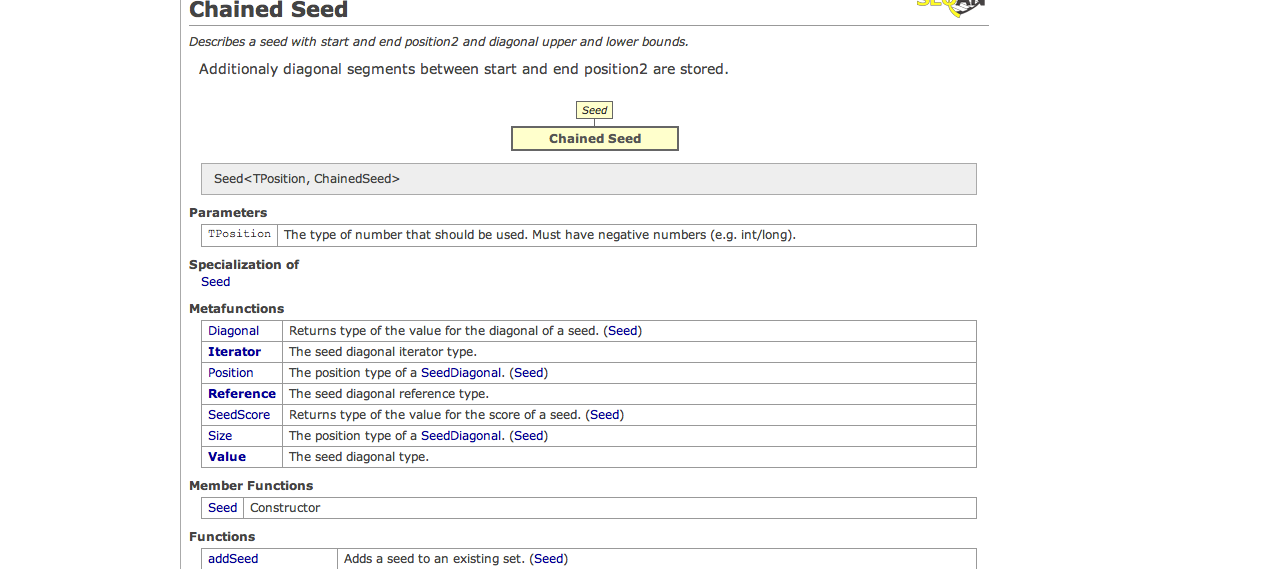 Chained Seed
SEQAN
Describes a seed with start and end position2 and diagonal upper and lower bounds.
Additionaly diagonal segments between start and end position2 are stored.
Seed
Chained Seed
Seed<TPosition, ChainedSeed>
Parameters
TPosition The type of number that should be used. Must have negative numbers (e.g. int/long).
Specialization of
Seed
Metafunctions
Diagonal Returns type of the value for the diagonal of a seed. (Seed)
Iterator The seed diagonal iterator type.
Position The position type of a SeedDiagonal. (Seed)
Reference The seed diagonal reference type.
SeedScore Returns type of the value for the score of a seed. (Seed)
Size The position type of a SeedDiagonal. (Seed)
Value The seed diagonal type.
Member Functions
Seed Constructor
Functions
addSeed Adds a seed to an existing set. (Seed)